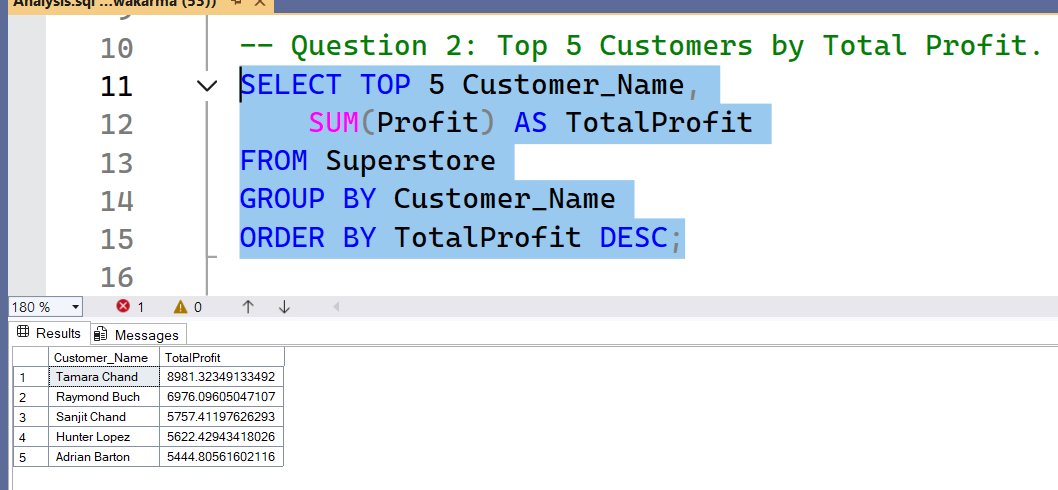 Analysis.sql ...wakarma (53))
9
10 -- Question 2: Top 5 Customers by Total Profit.
11 SELECT TOP 5 Customer_Name,
12 SUM(Profit) AS TotalProfit
13 FROM Superstore
14 GROUP BY Customer_Name
15 ORDER BY TotalProfit DESC;
16
180 % 1 0
Results Messages
Customer_Name TotalProfit
1 Tamara Chand 8981.32349133492
2 Raymond Buch 6976.09605047107
3 Sanjit Chand 5757.41197626293
4 Hunter Lopez 5622.42943418026
5 Adrian Barton 5444.80561602116